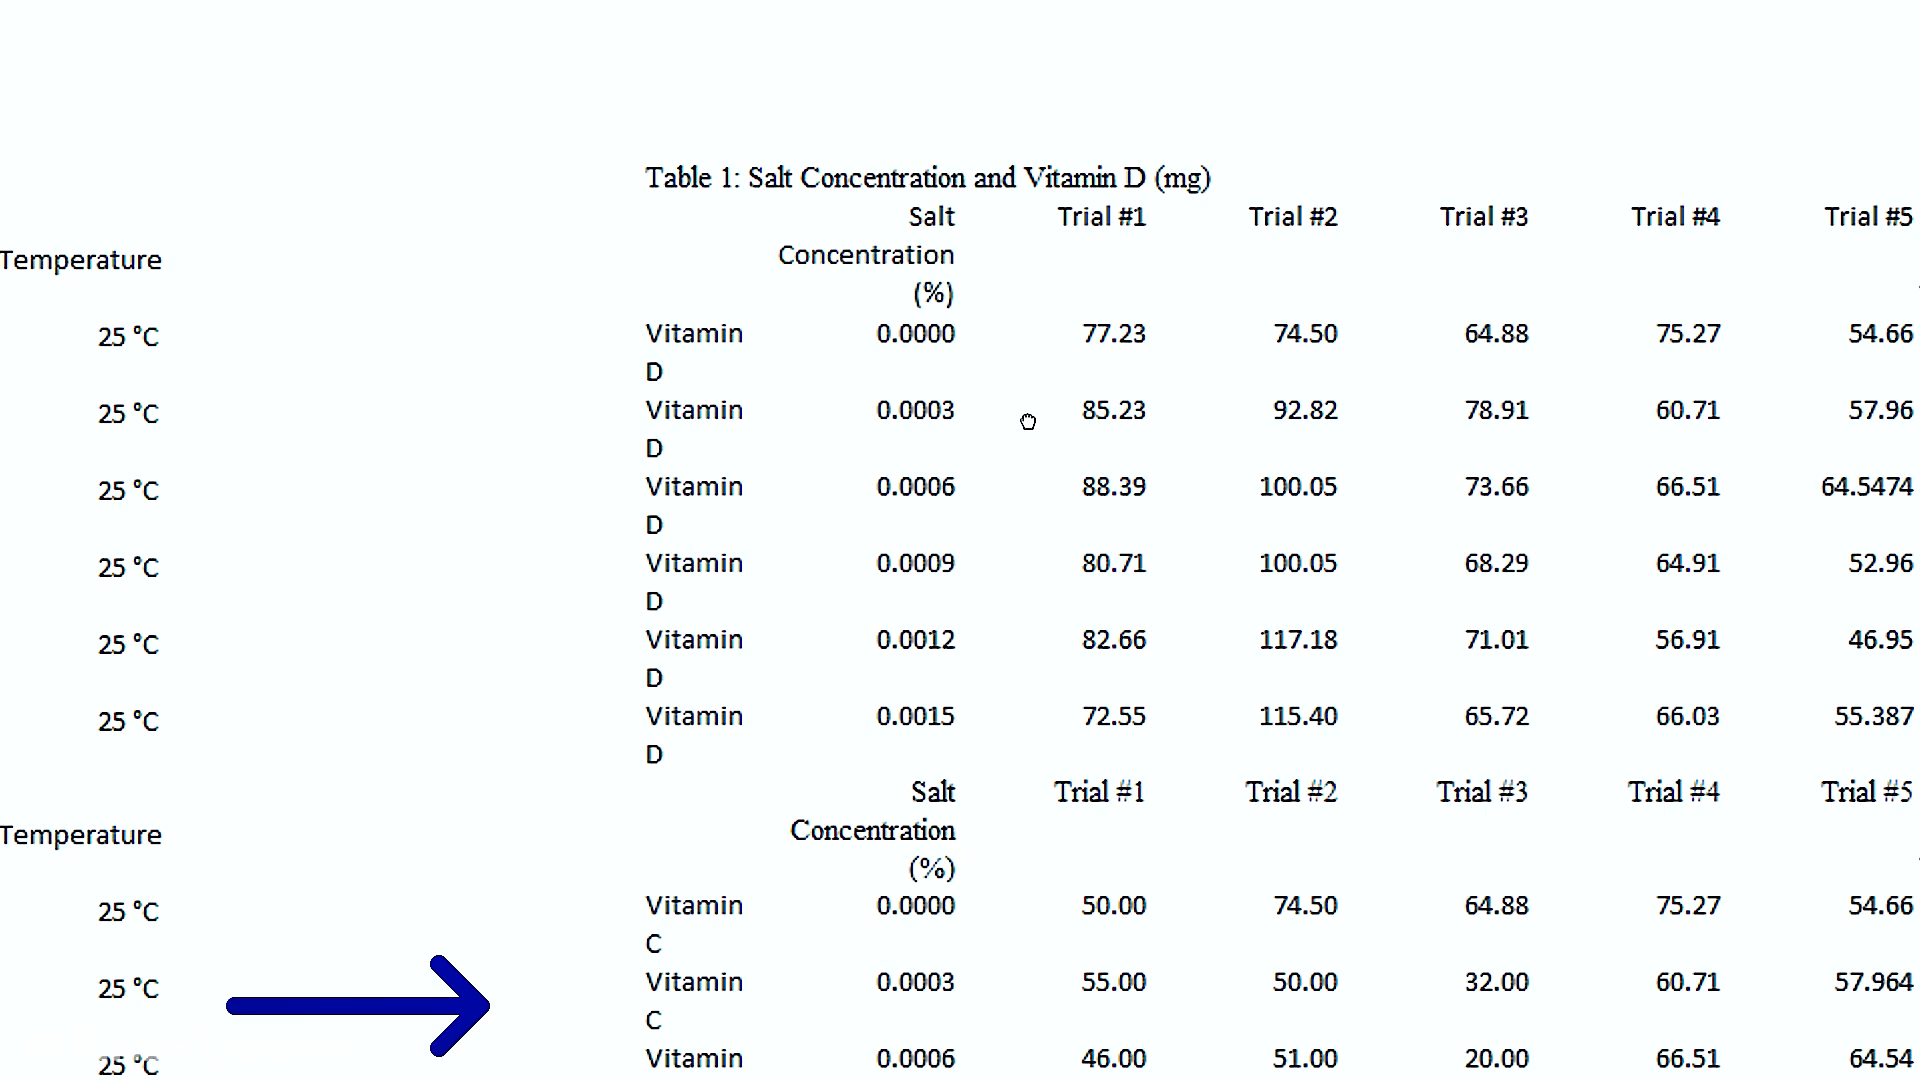 Table 1: Salt Concentration and Vitamin D (mg)
Salt Trial #1 Trial #2 Trial #3 Trial #4 Trial #5
Temperature Concentration
(%)
25 °C Vitamin 0.0000 77.23 74.50 64.88 75.27 54.66
D
25 °C Vitamin 0.0003 85.23 92.82 78.91 60.71 57.96
D
25 °C Vitamin 0.0006 88.39 100.05 73.66 66.51 64.5474
D
25 °C Vitamin 0.0009 80.71 100.05 68.29 64.91 52.96
D
25 °C Vitamin 0.0012 82.66 117.18 71.01 56.91 46.95
D
25 °C Vitamin 0.0015 72.55 115.40 65.72 66.03 55.387
D
Salt Trial #1 Trial #2 Trial #3 Trial #4 Trial #5
Temperature Concentration
(%)
25 °C Vitamin 0.0000 50.00 74.50 64.88 75.27 54.66
C
25 °C Vitamin 0.0003 55.00 50.00 32.00 60.71 57.964
C
25 °C Vitamin 0.0006 46.00 51.00 20.00 66.51 64.54